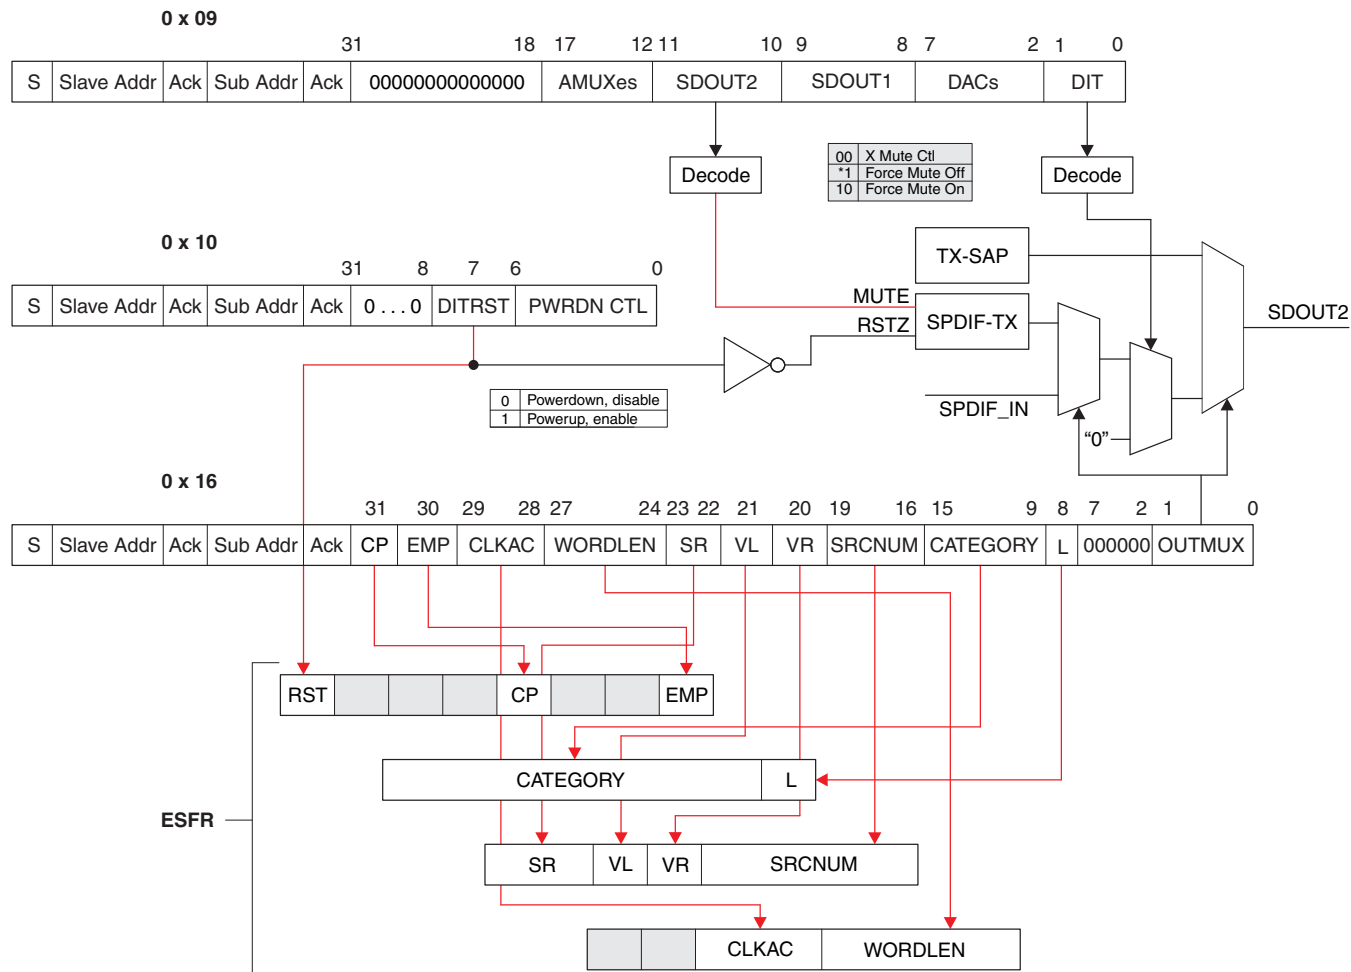 0 x 09
31 18 17 12 11 10 9 8 7 2 1 0
S Slave Addr Ack Sub Addr Ack 00000000000000 AMUXes SDOUT2 SDOUT1 DACs DIT
Decode
00 X Mute Ctl
*1 Force Mute Off
10 Force Mute On
Decode
0 x 10
31 8 7 6 0
S Slave Addr Ack Sub Addr Ack 0 . . . 0 DITRST PWRDN CTL
TX-SAP
MUTE
RSTZ
SPDIF-TX
SDOUT2
SPDIF_IN
"0"
0 Powerdown, disable
1 Powerup, enable
0 x 16
31 30 29 28 27 24 23 22 21 20 19 16 15 9 8 7 2 1 0
S Slave Addr Ack Sub Addr Ack CP EMP CLKAC WORDLEN SR VL VR SRCNUM CATEGORY L 000000 OUTMUX
RST CP EMP
CATEGORY L
ESFR
SR VL VR SRCNUM
CLKAC WORDLEN